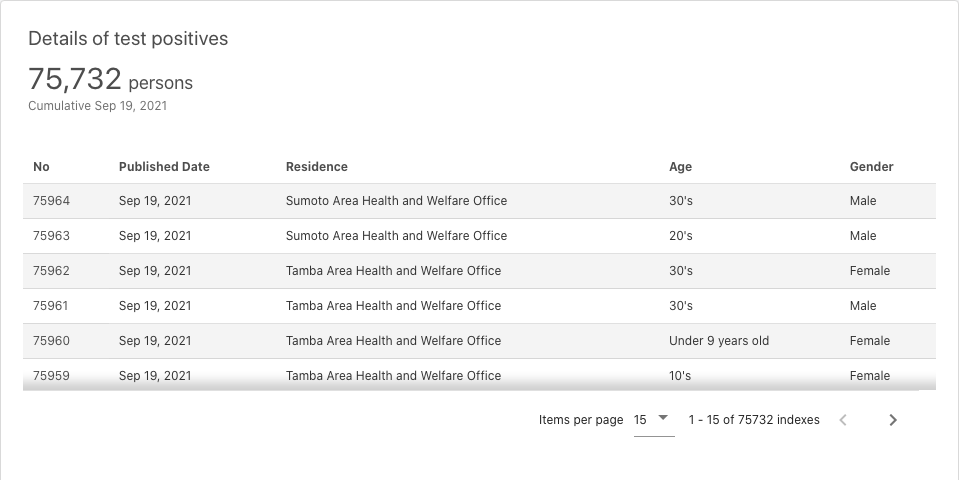 Details of test positives
75,732 persons
Cumulative Sep 19, 2021
No Published Date Residence Age Gender
75964 Sep 19, 2021 Sumoto Area Health and Welfare Office 30's Male
75963 Sep 19, 2021 Sumoto Area Health and Welfare Office 20's Male
75962 Sep 19, 2021 Tamba Area Health and Welfare Office 30's Female
75961 Sep 19, 2021 Tamba Area Health and Welfare Office 30's Male
75960 Sep 19, 2021 Tamba Area Health and Welfare Office Under 9 years old Female
75959 Sep 19, 2021 Tamba Area Health and Welfare Office 10's Female
Items per page 15 1 - 15 of 75732 indexes